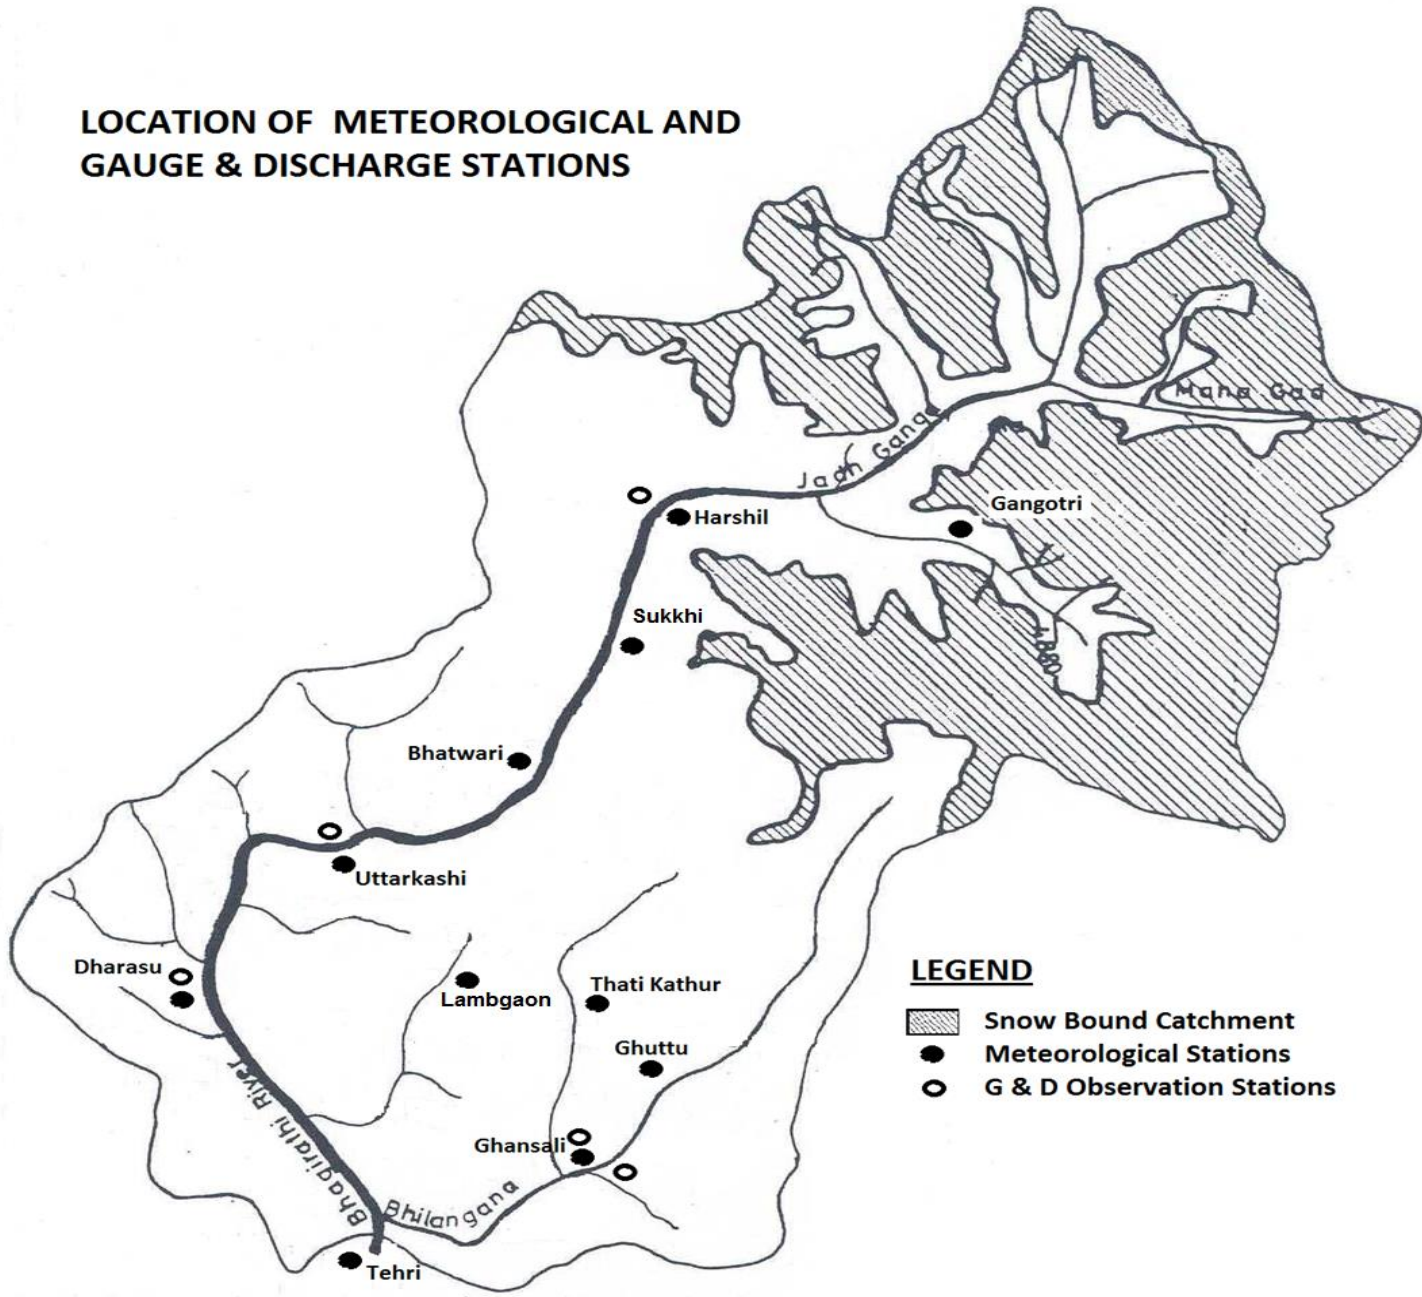 LOCATION OF METEOROLOGICAL AND
GAUGE & DISCHARGE STATIONS
Mana Gad
Jadh Ganga
Gangotri
Harshil
Sukkhi
Bhatwari
Uttarkashi
Dharasu
Lambgaon
Thati Kathur
Ghuttu
Ghansali
Bhagirathi River
Bhilangana
Tehri
LEGEND
Snow Bound Catchment
Meteorological Stations
G & D Observation Stations